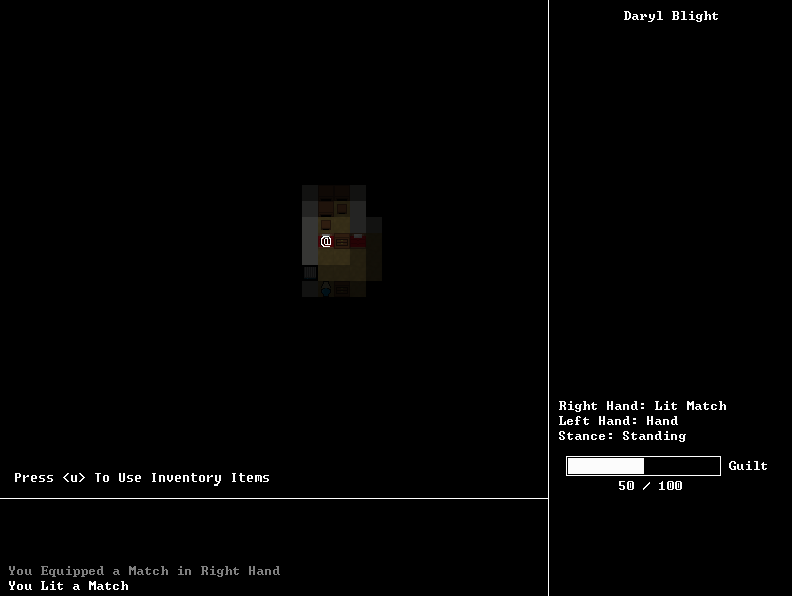 Daryl Blight
@
Right Hand: Lit Match
Left Hand: Hand
Stance: Standing
Guilt
50 / 100
Press <u> To Use Inventory Items
You Equipped a Match in Right Hand
You Lit a Match